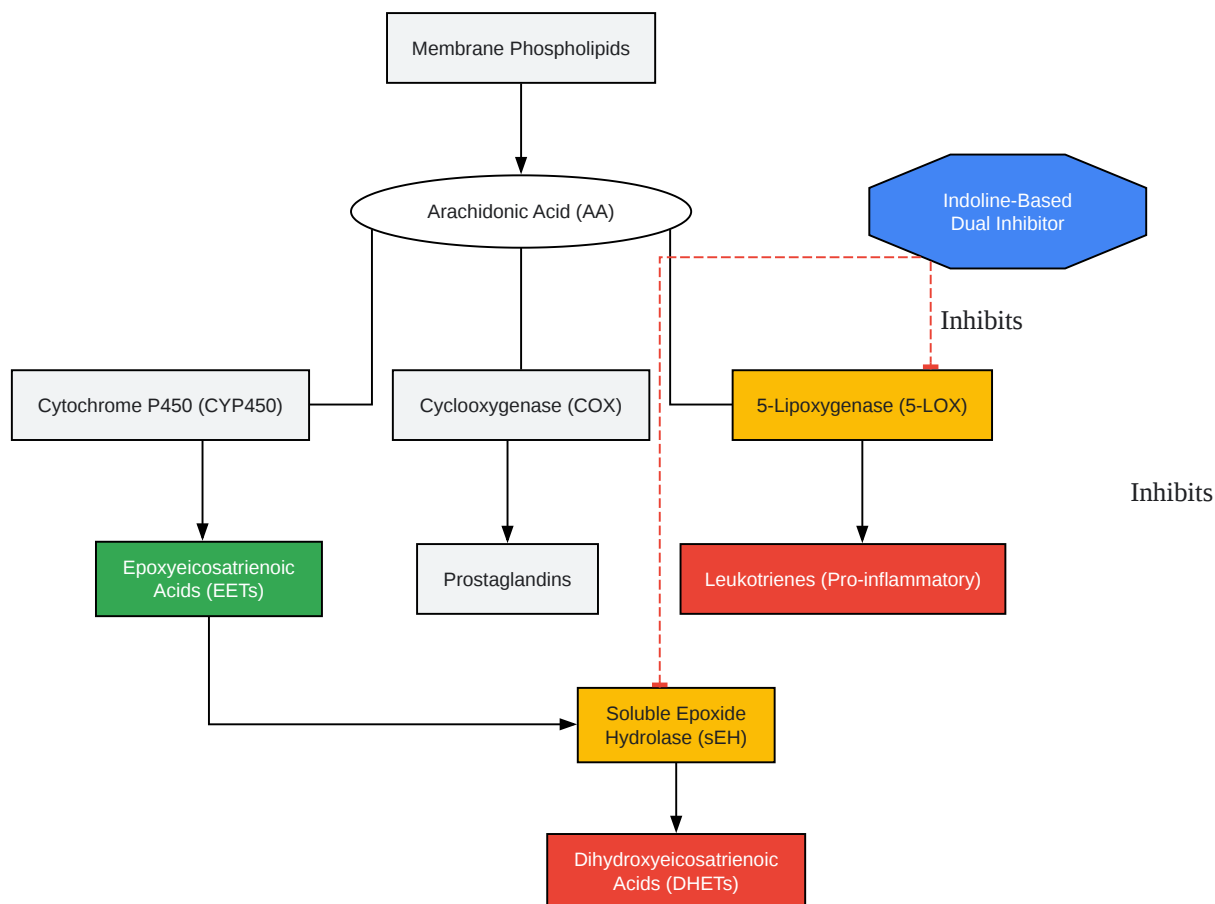 Membrane Phospholipids
Arachidonic Acid (AA)
Indoline-Based
Dual Inhibitor
Inhibits
Cytochrome P450 (CYP450)
Cyclooxygenase (COX)
5-Lipoxygenase (5-LOX)
Inhibits
Epoxyeicosatrienoic
Acids (EETs)
Prostaglandins
Leukotrienes (Pro-inflammatory)
Soluble Epoxide
Hydrolase (sEH)
Dihydroxyeicosatrienoic
Acids (DHETs)